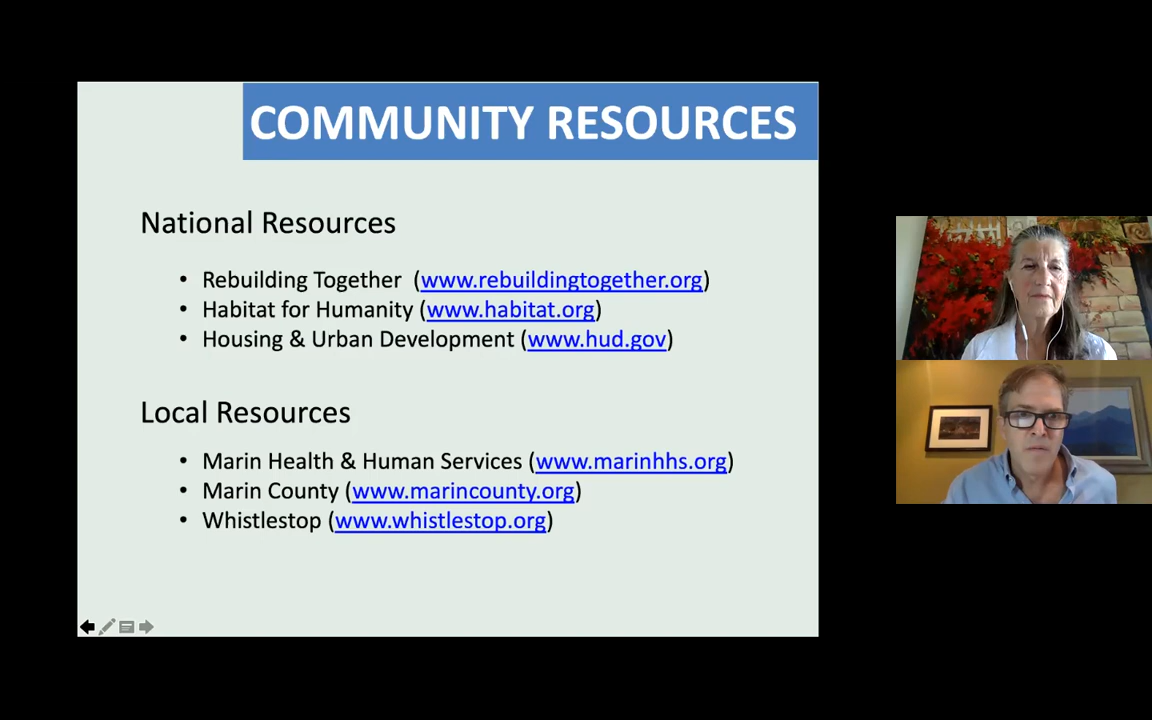 COMMUNITY RESOURCES
National Resources
• Rebuilding Together  (www.rebuildingtogether.org)
• Habitat for Humanity (www.habitat.org)
• Housing & Urban Development (www.hud.gov)
Local Resources
• Marin Health & Human Services (www.marinhhs.org)
• Marin County (www.marincounty.org)
• Whistlestop (www.whistlestop.org)